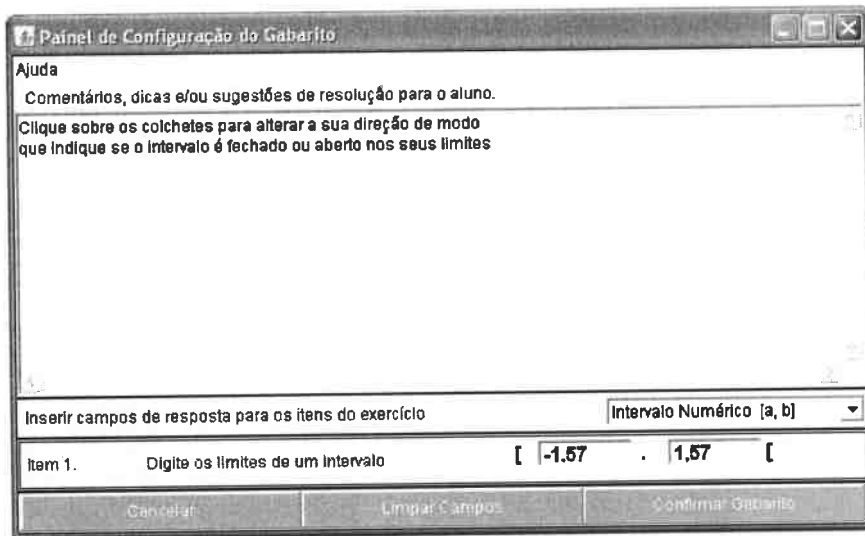 Painel de Configuração do Gabarito
Ajuda
Comentários, dicas e/ou sugestões de resolução para o aluno.
Clique sobre os colchetes para alterar a sua direção de modo
que indique se o intervalo é fechado ou aberto nos seus limites
Inserir campos de resposta para os itens do exercício Intervalo Numérico [a, b]
Item 1. Digite os limites de um intervalo [ -1.57 . 1,57 [
Cancelar Limpar Campos Confirmar Gabarito